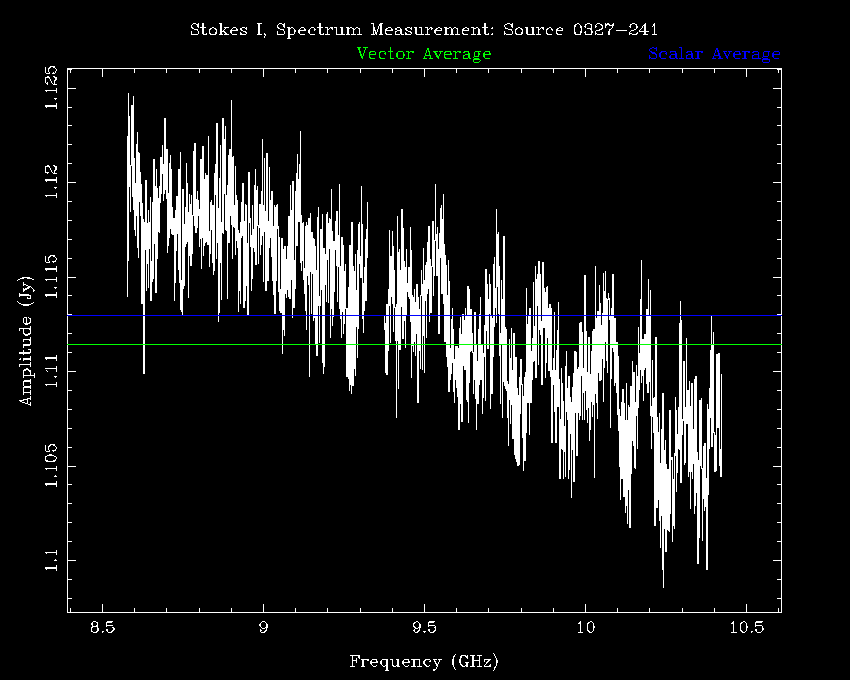 Stokes I, Spectrum Measurement: Source 0327−241
Vector Average Scalar Average
1.125
1.12
1.115
1.11
1.105
1.1
Amplitude (Jy)
8.5 9 9.5 10 10.5
Frequency (GHz)